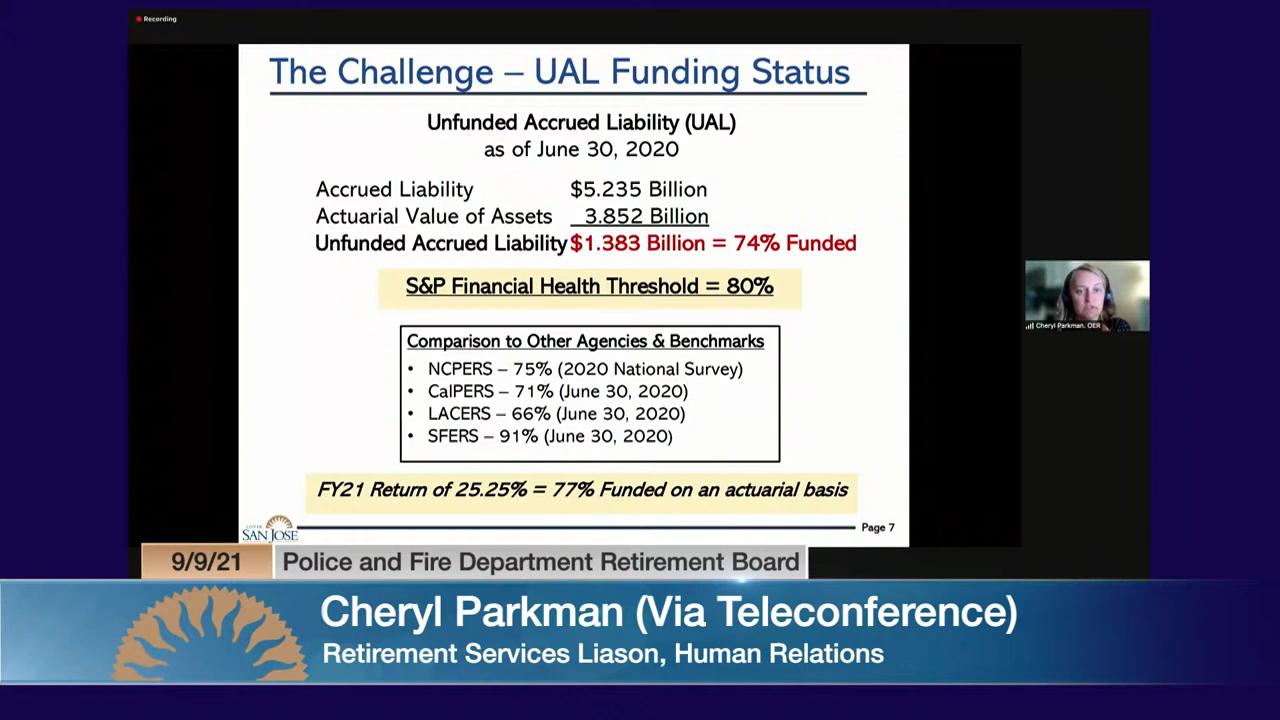 Recording
The Challenge – UAL Funding Status
Unfunded Accrued Liability (UAL)
as of June 30, 2020
Accrued Liability $5.235 Billion
Actuarial Value of Assets 3.852 Billion
Unfunded Accrued Liability $1.383 Billion = 74% Funded
S&P Financial Health Threshold = 80%
Comparison to Other Agencies & Benchmarks
• NCPERS – 75% (2020 National Survey)
• CalPERS – 71% (June 30, 2020)
• LACERS – 66% (June 30, 2020)
• SFERS – 91% (June 30, 2020)
FY21 Return of 25.25% = 77% Funded on an actuarial basis
CITY OF
SAN JOSE
Page 7
Cheryl Parkman, OER
9/9/21 Police and Fire Department Retirement Board
Cheryl Parkman (Via Teleconference)
Retirement Services Liason, Human Relations